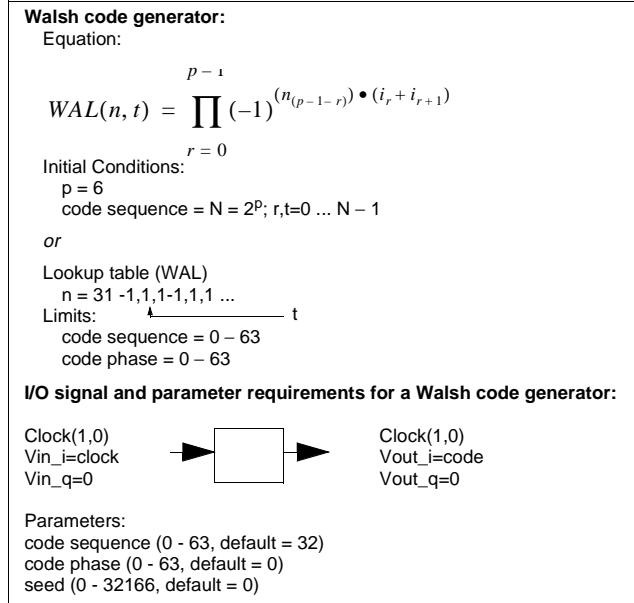 Walsh code generator:
Equation:
p − 1
WAL(n, t) = ∏ (−1)^(n_(p − 1 − r)) • (i_r + i_{r + 1})
r = 0
Initial Conditions:
p = 6
code sequence = N = 2ᵖ; r,t=0 ... N − 1
or
Lookup table (WAL)
n = 31 -1,1,1-1,1,1 ...
Limits: t
code sequence = 0 – 63
code phase = 0 – 63
I/O signal and parameter requirements for a Walsh code generator:
Clock(1,0) Clock(1,0)
Vin_i=clock Vout_i=code
Vin_q=0 Vout_q=0
Parameters:
code sequence (0 - 63, default = 32)
code phase (0 - 63, default = 0)
seed (0 - 32166, default = 0)